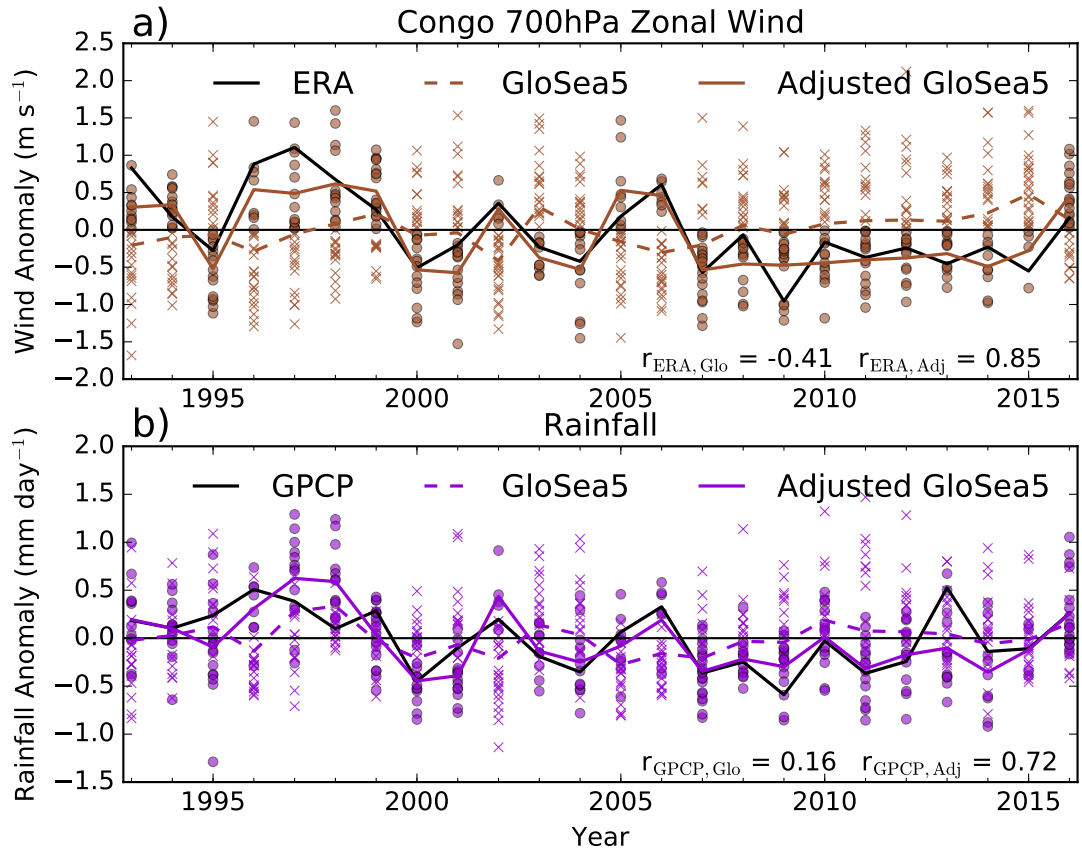 a) Congo 700hPa Zonal Wind
2.5
2.0
1.5
1.0
0.5
0.0
−0.5
−1.0
−1.5
−2.0
Wind Anomaly (m s⁻¹)
ERA GloSea5 Adjusted GloSea5
r_ERA, Glo = -0.41 r_ERA, Adj = 0.85
1995 2000 2005 2010 2015
b) Rainfall
2.0
1.5
1.0
0.5
0.0
−0.5
−1.0
−1.5
Rainfall Anomaly (mm day⁻¹)
GPCP GloSea5 Adjusted GloSea5
r_GPCP, Glo = 0.16 r_GPCP, Adj = 0.72
1995 2000 2005 2010 2015
Year